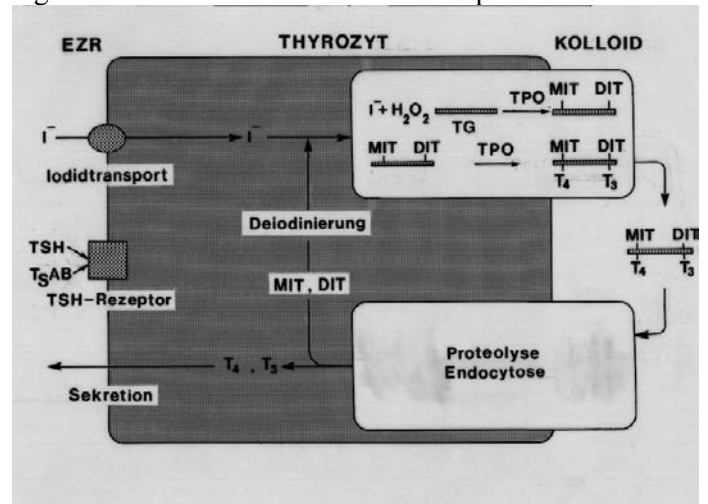 EZR THYROZYT KOLLOID
I⁻ I⁻
Iodidtransport
I⁻+ H₂O₂ TG TPO MIT DIT
MIT DIT TPO MIT DIT
T₄ T₃
TSH
TSAB
TSH-Rezeptor
Deiodinierung
MIT, DIT
MIT DIT
T₄ T₃
Proteolyse
Endocytose
T₄ , T₃
Sekretion